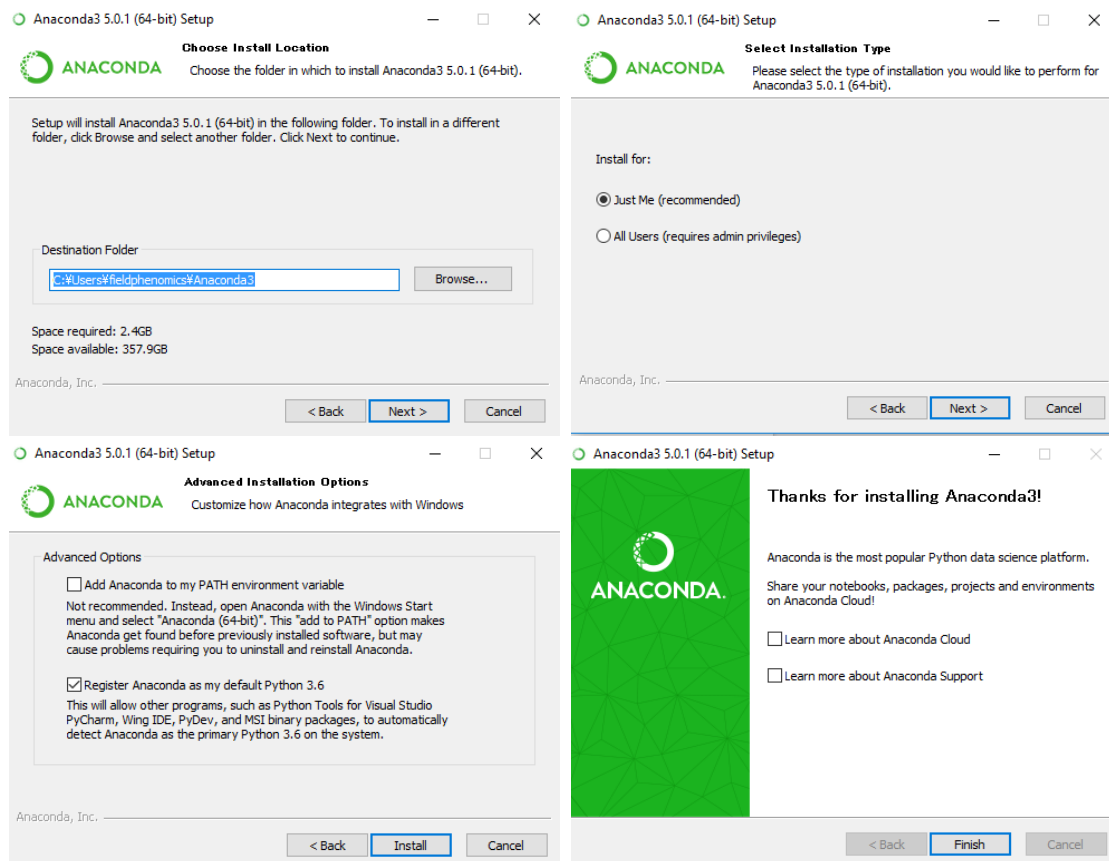 Anaconda3 5.0.1 (64-bit) Setup
Choose Install Location
ANACONDA
Choose the folder in which to install Anaconda3 5.0.1 (64-bit).
Setup will install Anaconda3 5.0.1 (64-bit) in the following folder. To install in a different
folder, click Browse and select another folder. Click Next to continue.
Destination Folder
C:¥Users¥fieldphenomics¥Anaconda3
Browse...
Space required: 2.4GB
Space available: 357.9GB
Anaconda, Inc.
< Back
Next >
Cancel
Anaconda3 5.0.1 (64-bit) Setup
Select Installation Type
ANACONDA
Please select the type of installation you would like to perform for
Anaconda3 5.0.1 (64-bit).
Install for:
Just Me (recommended)
All Users (requires admin privileges)
Anaconda, Inc.
< Back
Next >
Cancel
Anaconda3 5.0.1 (64-bit) Setup
Advanced Installation Options
ANACONDA
Customize how Anaconda integrates with Windows
Advanced Options
Add Anaconda to my PATH environment variable
Not recommended. Instead, open Anaconda with the Windows Start
menu and select "Anaconda (64-bit)". This "add to PATH" option makes
Anaconda get found before previously installed software, but may
cause problems requiring you to uninstall and reinstall Anaconda.
Register Anaconda as my default Python 3.6
This will allow other programs, such as Python Tools for Visual Studio
PyCharm, Wing IDE, PyDev, and MSI binary packages, to automatically
detect Anaconda as the primary Python 3.6 on the system.
Anaconda, Inc.
< Back
Install
Cancel
Anaconda3 5.0.1 (64-bit) Setup
ANACONDA.
Thanks for installing Anaconda3!
Anaconda is the most popular Python data science platform.
Share your notebooks, packages, projects and environments
on Anaconda Cloud!
Learn more about Anaconda Cloud
Learn more about Anaconda Support
< Back
Finish
Cancel